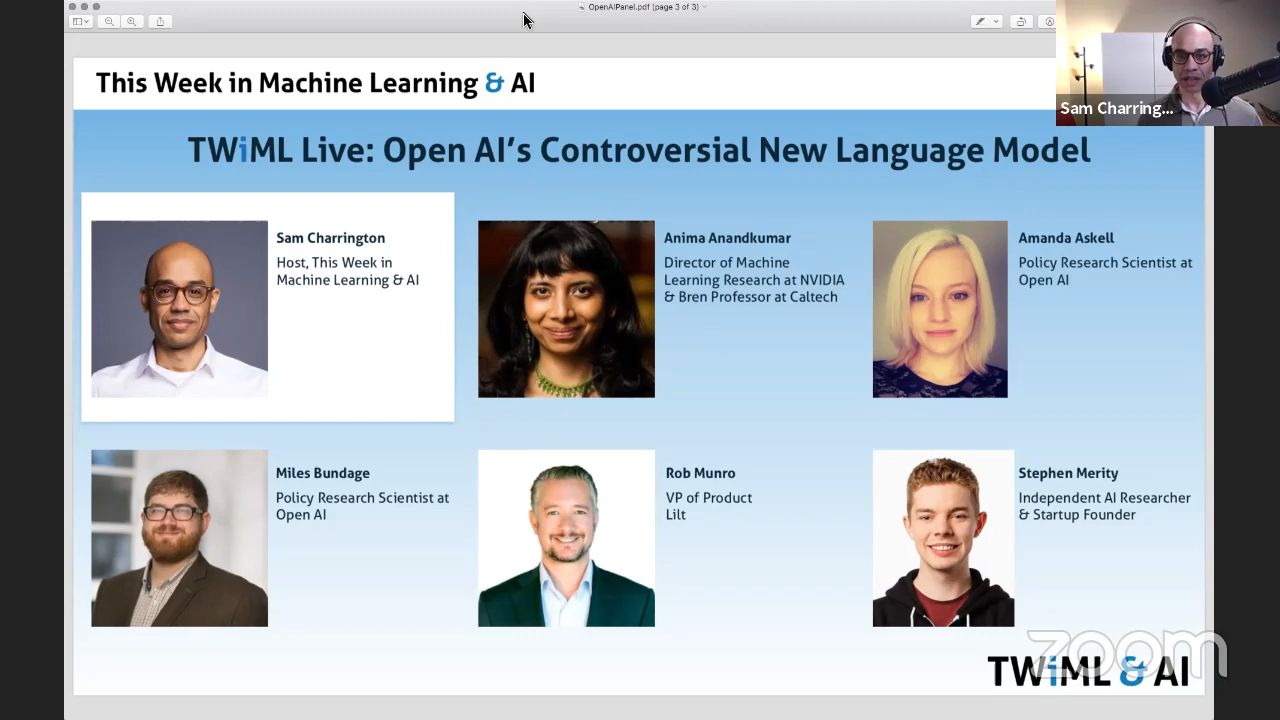 OpenAIPanel.pdf (page 3 of 3)
Sam Charring...
This Week in Machine Learning & AI
TWiML Live: Open AI's Controversial New Language Model
Sam Charrington
Host, This Week in
Machine Learning & AI
Anima Anandkumar
Director of Machine
Learning Research at NVIDIA
& Bren Professor at Caltech
Amanda Askell
Policy Research Scientist at
Open AI
Miles Bundage
Policy Research Scientist at
Open AI
Rob Munro
VP of Product
Lilt
Stephen Merity
Independent AI Researcher
& Startup Founder
zoom
TWiML & AI